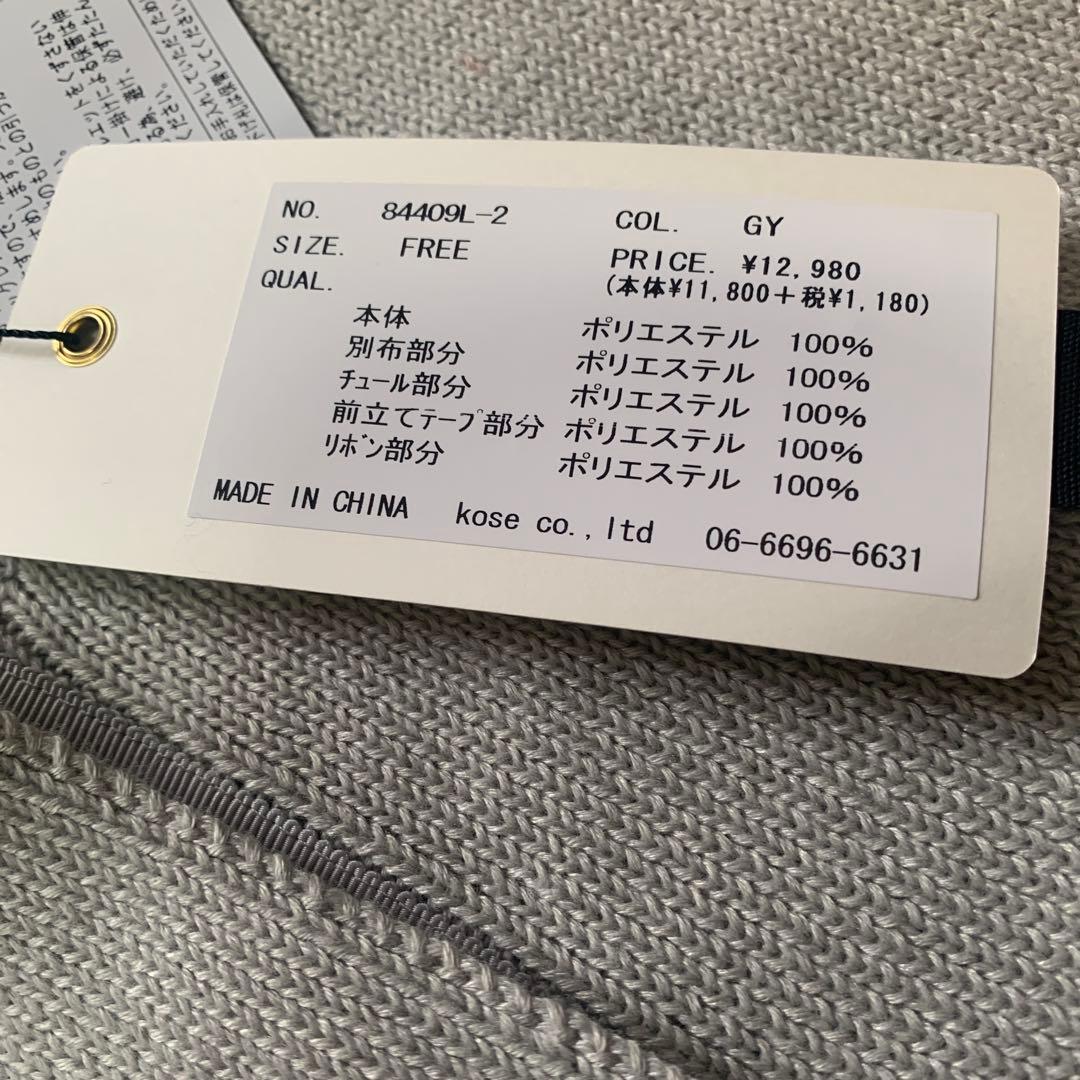 NO. 84409L-2 COL. GY
SIZE. FREE PRICE. ¥12,980
(本体¥11,800+税¥1,180)
QUAL.
本体 ポリエステル 100%
別布部分 ポリエステル 100%
チュール部分 ポリエステル 100%
前立てテープ部分 ポリエステル 100%
リボン部分 ポリエステル 100%
MADE IN CHINA kose co.,ltd 06-6696-6631